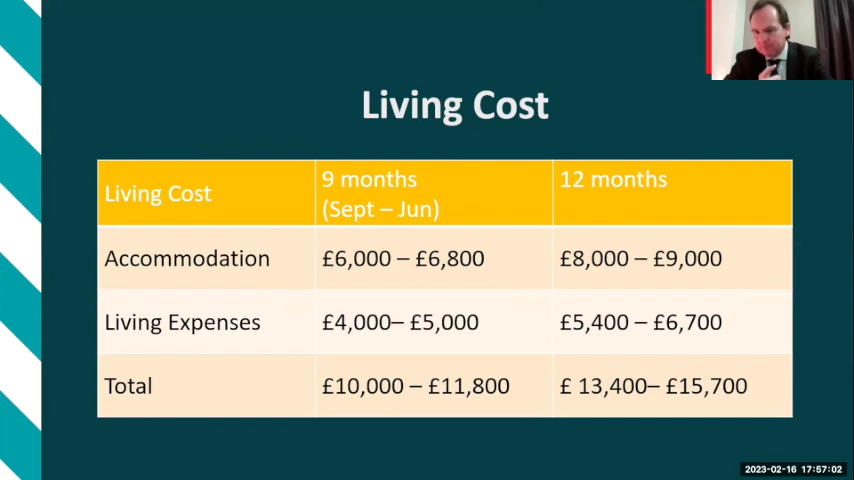 Living Cost
Living Cost
9 months
(Sept – Jun)
12 months
Accommodation
£6,000 – £6,800
£8,000 – £9,000
Living Expenses
£4,000– £5,000
£5,400 – £6,700
Total
£10,000 – £11,800
£ 13,400– £15,700
2023-02-16 17:57:02